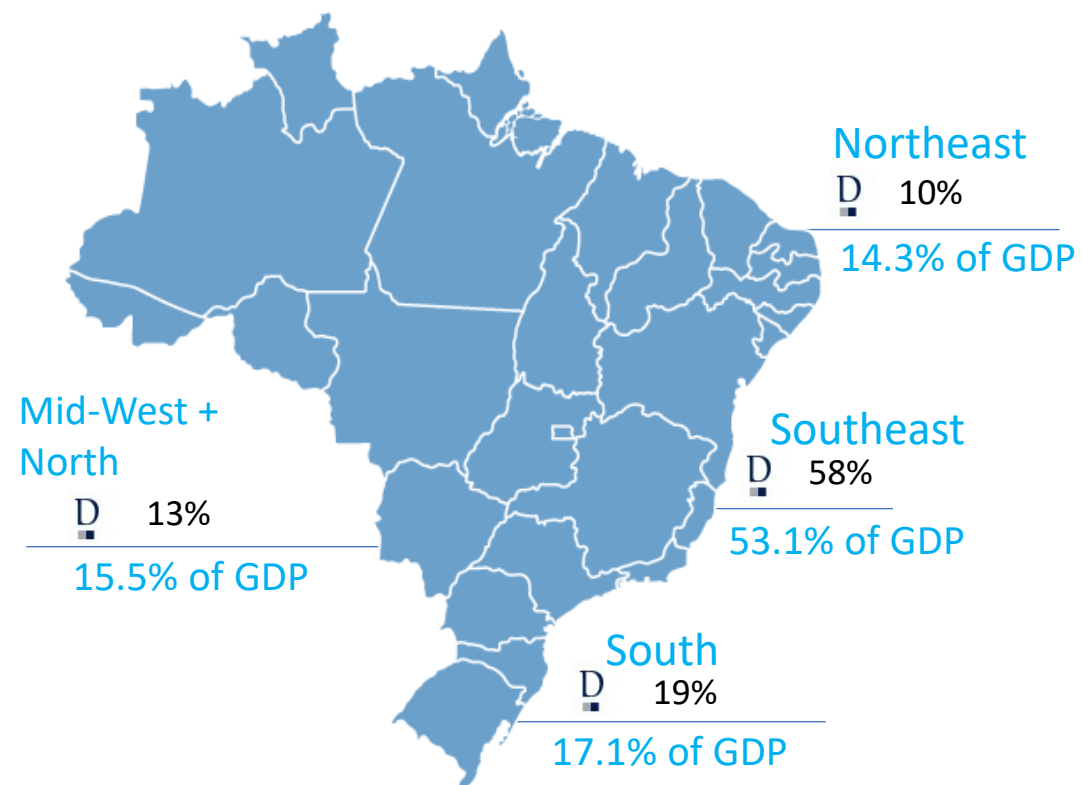 Northeast
D 10%
14.3% of GDP
Mid-West +
North
D 13%
15.5% of GDP
Southeast
D 58%
53.1% of GDP
South
D 19%
17.1% of GDP